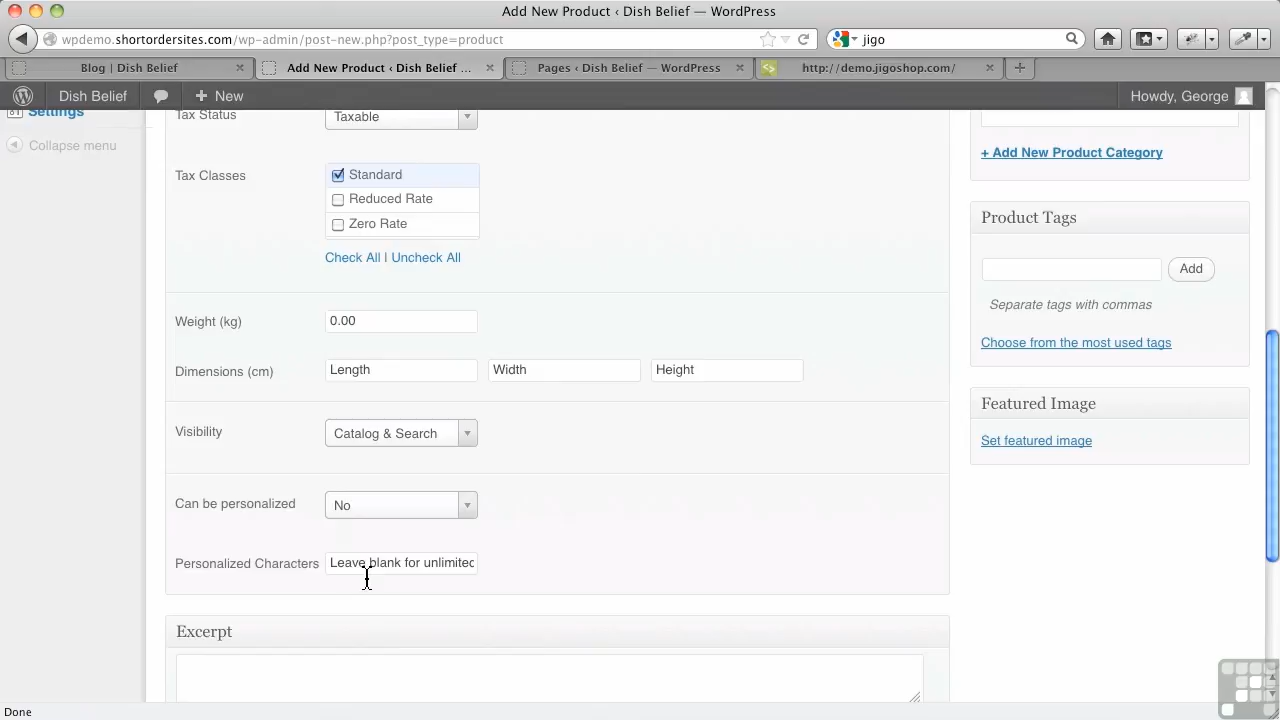 Add New Product ‹ Dish Belief — WordPress
wpdemo.shortordersites.com/wp-admin/post-new.php?post_type=product
jigo
Blog | Dish Belief
Add New Product ‹ Dish Belief ...
Pages ‹ Dish Belief — WordPress
http://demo.jigoshop.com/
Dish Belief
+ New
Howdy, George
Settings
Collapse menu
Tax Status
Taxable
Tax Classes
Standard
Reduced Rate
Zero Rate
Check All | Uncheck All
Weight (kg)
0.00
Dimensions (cm)
Length
Width
Height
Visibility
Catalog & Search
Can be personalized
No
Personalized Characters
Leave blank for unlimited
Excerpt
+ Add New Product Category
Product Tags
Add
Separate tags with commas
Choose from the most used tags
Featured Image
Set featured image
Done